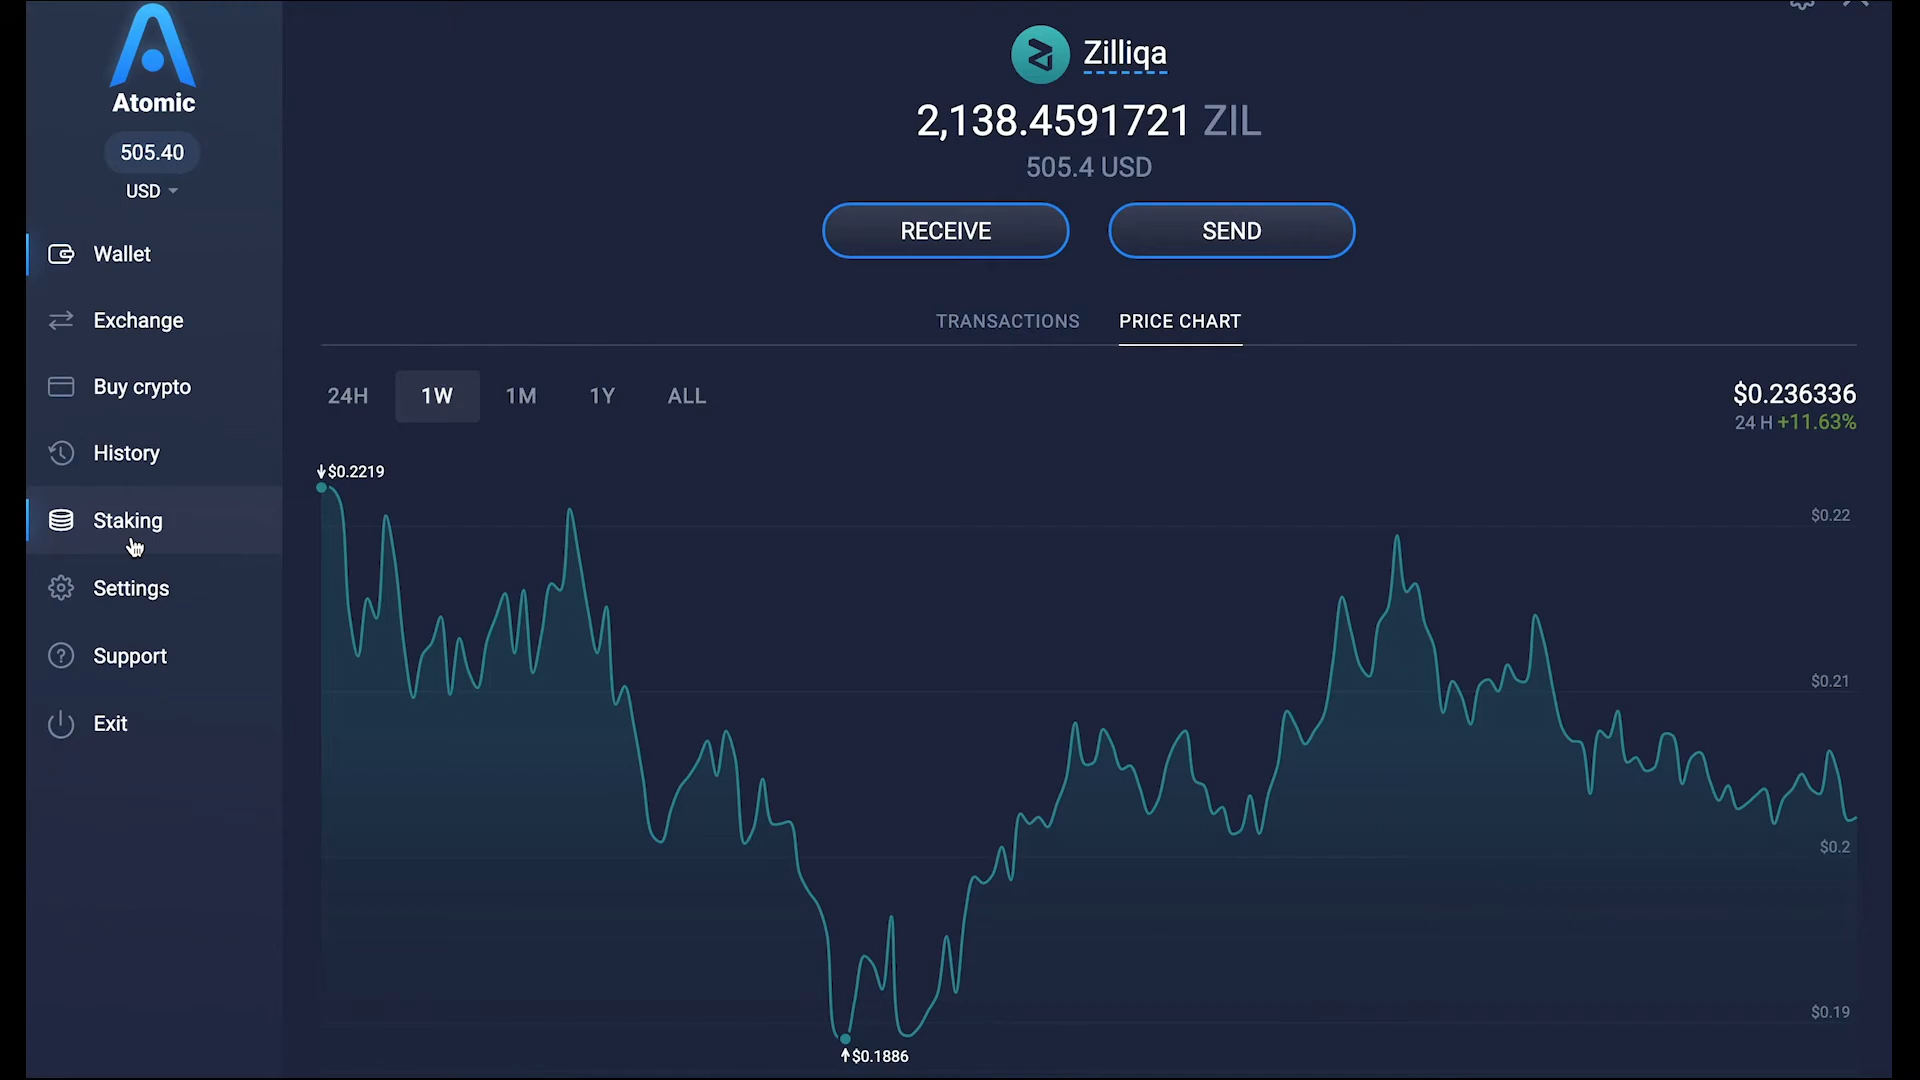 Atomic
505.40
USD
Wallet
Exchange
Buy crypto
History
Staking
Settings
Support
Exit
Zilliqa
2,138.4591721 ZIL
505.4 USD
RECEIVE SEND
TRANSACTIONS PRICE CHART
24H 1W 1M 1Y ALL
$0.236336
24 H +11.63%
$0.2219
$0.22
$0.21
$0.2
$0.19
$0.1886